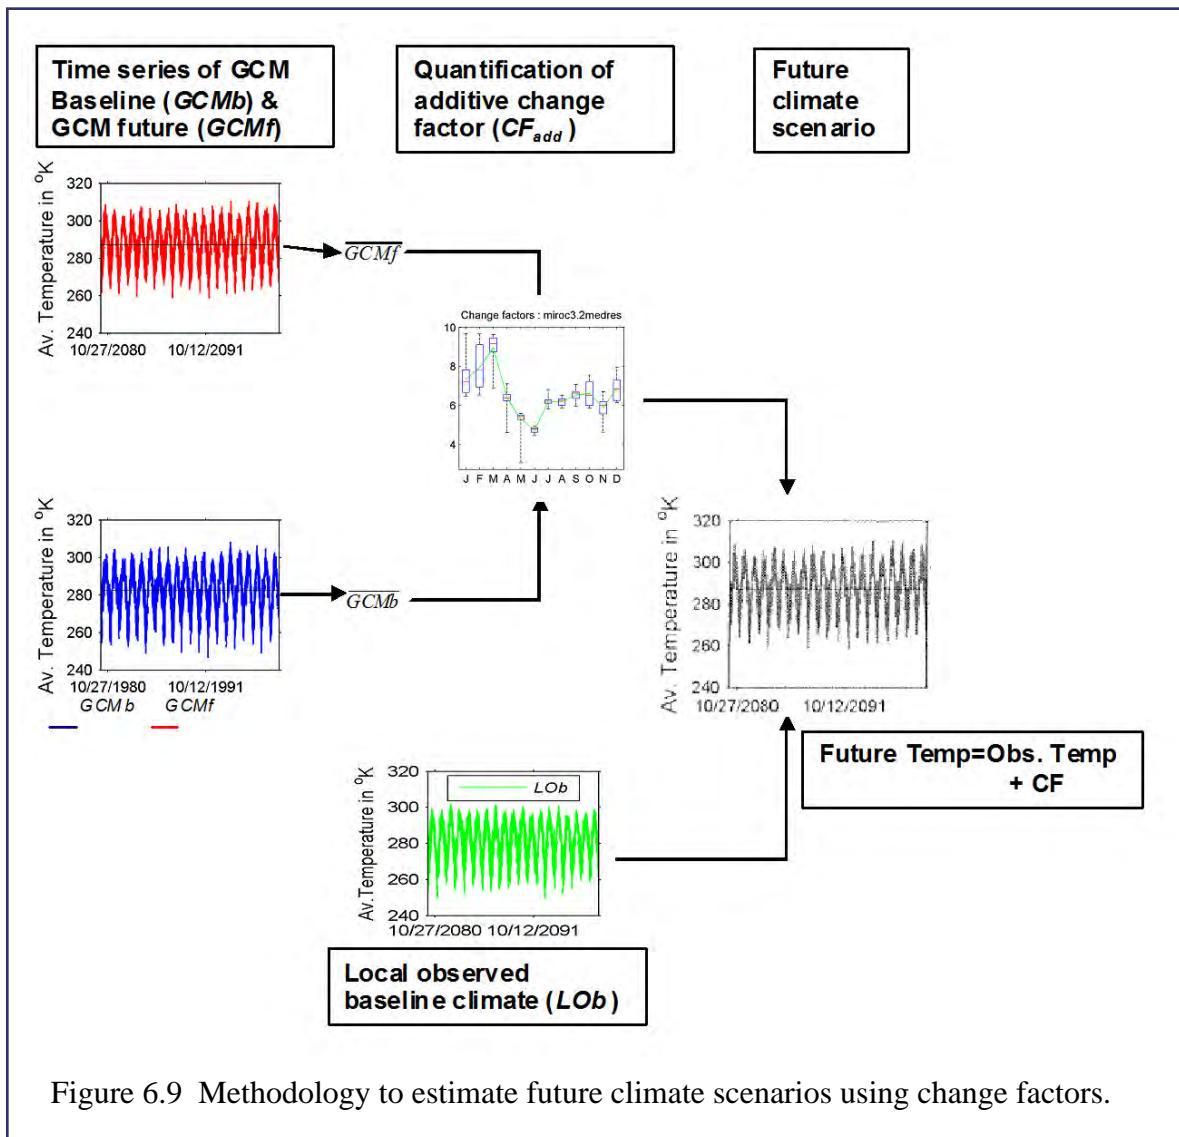 Time series of GCM
Baseline (GCMb) &
GCM future (GCMf)
Quantification of
additive change
factor (CFadd)
Future
climate
scenario
Av. Temperature in °K
320
300
280
260
240
10/27/2080 10/12/2091
GCMf
Change factors : miroc3.2medres
10
8
6
4
J F M A M J J A S O N D
Av. Temperature in °K
320
300
280
260
240
10/27/1980 10/12/1991
GCMb GCMf
GCMb
Av. Temperature in °K
320
300
280
260
240
10/27/2080 10/12/2091
Future Temp=Obs. Temp
+ CF
Av.Temperature in °K
320
300
280
260
240
LOb
10/27/2080 10/12/2091
Local observed
baseline climate (LOb)
Figure 6.9 Methodology to estimate future climate scenarios using change factors.